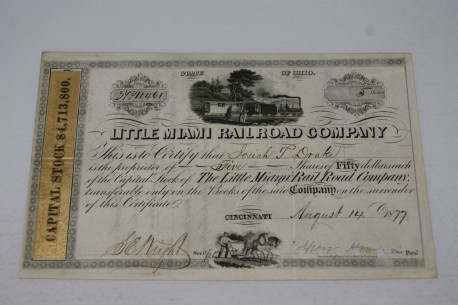 CAPITAL STOCK $4,713,800.
STATE OF OHIO.
5 Shares
LITTLE MIAMI RAIL ROAD COMPANY
This is to Certify that Josiah T. Drake
is the proprietor of Five Shares of Fifty dollars each
of the Capital Stock of The Little Miami Rail Road Company,
transferable only on the Books of the said Company on the surrender
of this Certificate.
CINCINNATI August 14th 1877
S E Wright Sec'y Pres't